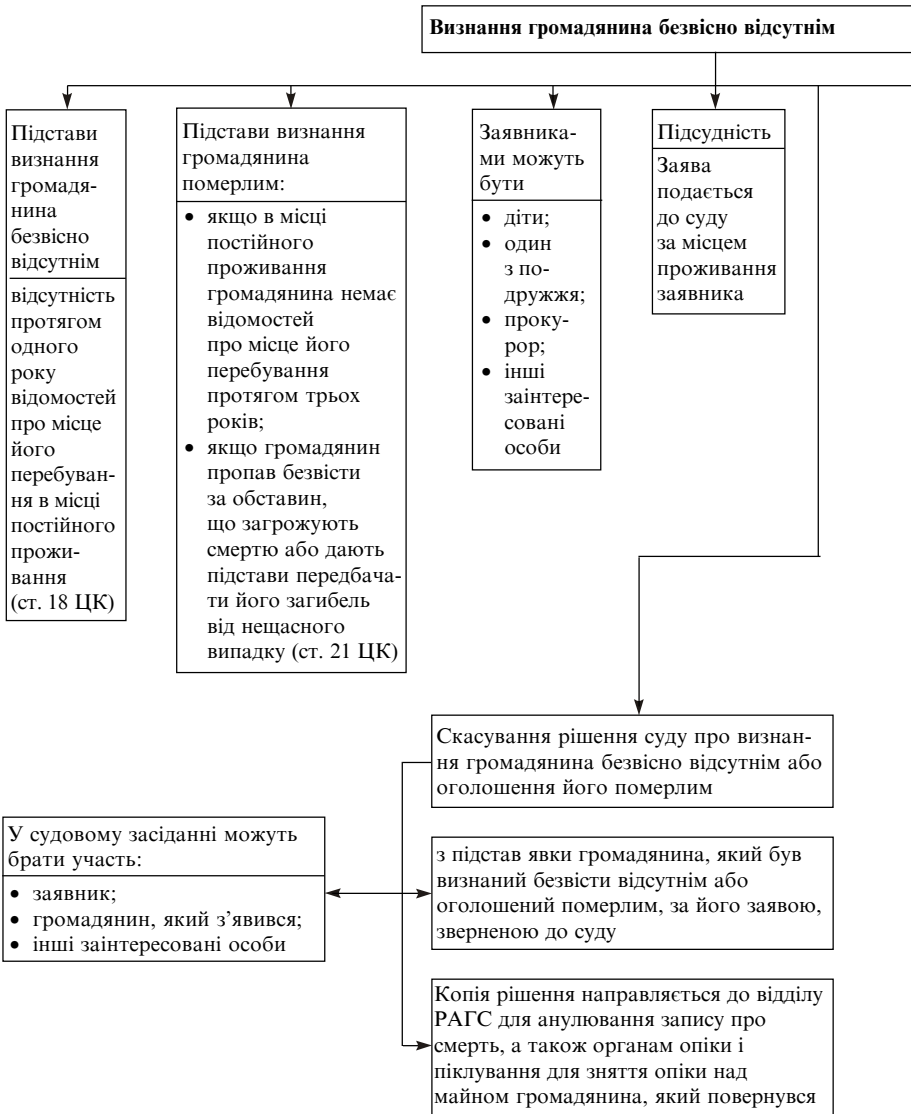 Визнання громадянина безвісно відсутнім
Підстави
визнання
громадя-
нина
безвісно
відсутнім
відсутність
протягом
одного
року
відомостей
про місце
його
перебуван-
ня в місці
постійного
прожи-
вання
(ст. 18 ЦК)
Підстави визнання
громадянина
померлим:
• якщо в місці
постійного
проживання
громадянина немає
відомостей
про місце його
перебування
протягом трьох
років;
• якщо громадянин
пропав безвісти
за обставин,
що загрожують
смертю або дають
підстави передбача-
ти його загибель
від нещасного
випадку (ст. 21 ЦК)
Заявника-
ми можуть
бути
• діти;
• один
з по-
дружжя;
• проку-
рор;
• інші
заінтере-
совані
особи
Підсудність
Заява
подається
до суду
за місцем
проживання
заявника
Скасування рішення суду про визнан-
ня громадянина безвісно відсутнім або
оголошення його померлим
У судовому засіданні можуть
брати участь:
• заявник;
• громадянин, який з'явився;
• інші заінтересовані особи
з підстав явки громадянина, який був
визнаний безвісти відсутнім або
оголошений померлим, за його заявою,
зверненою до суду
Копія рішення направляється до відділу
РАГС для анулювання запису про
смерть, а також органам опіки і
піклування для зняття опіки над
майном громадянина, який повернувся